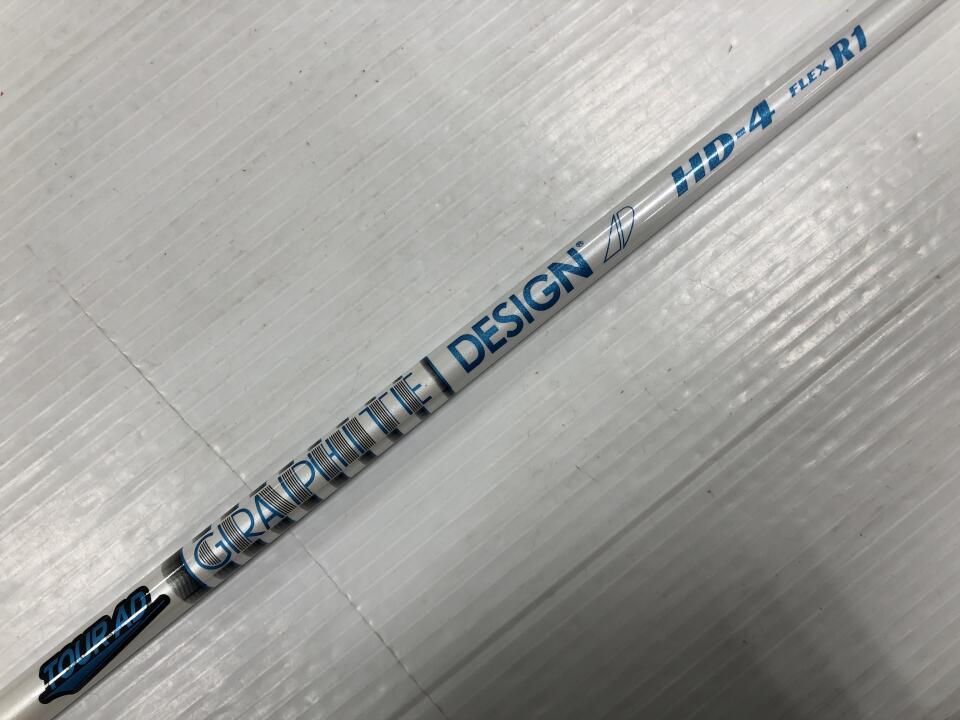 TOUR AD
GRAPHITE DESIGN®
HD-4 FLEX R1